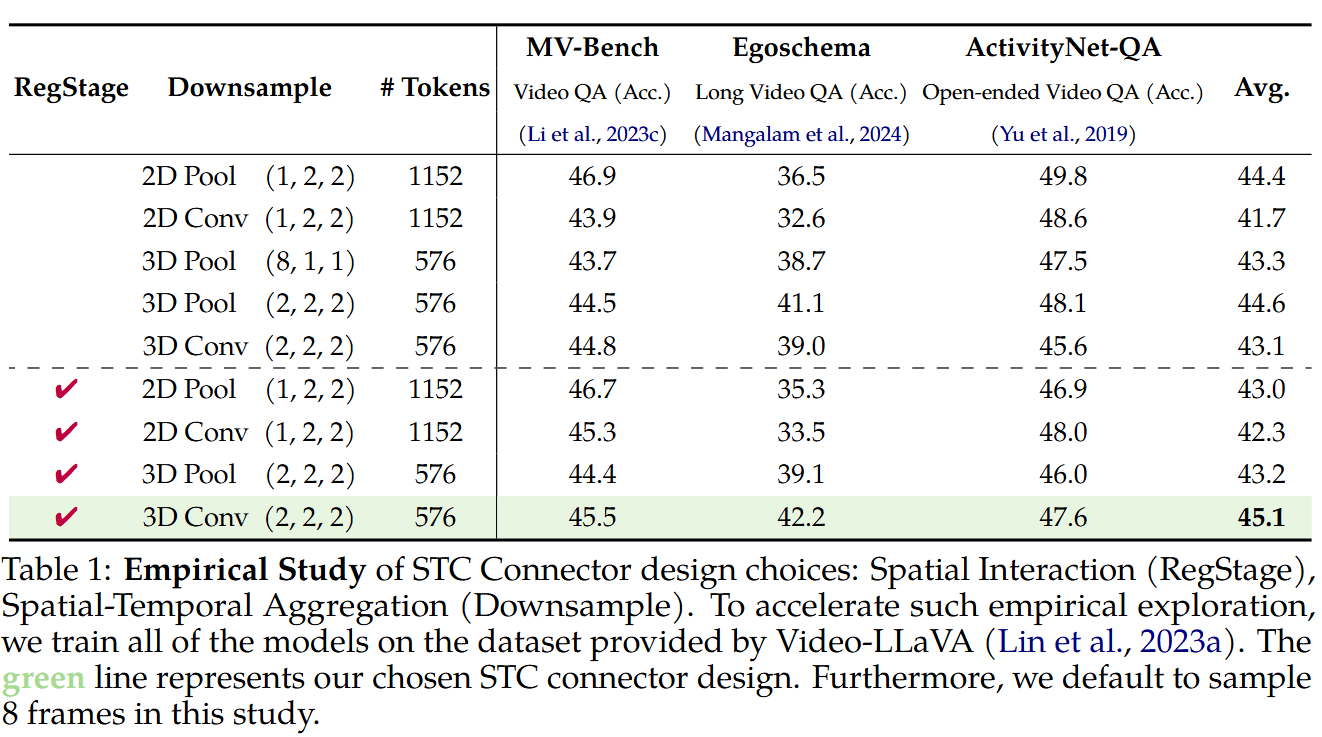 MV-Bench Egoschema ActivityNet-QA
RegStage Downsample # Tokens Video QA (Acc.) Long Video QA (Acc.) Open-ended Video QA (Acc.) Avg.
(Li et al., 2023c) (Mangalam et al., 2024) (Yu et al., 2019)
2D Pool (1, 2, 2) 1152 46.9 36.5 49.8 44.4
2D Conv (1, 2, 2) 1152 43.9 32.6 48.6 41.7
3D Pool (8, 1, 1) 576 43.7 38.7 47.5 43.3
3D Pool (2, 2, 2) 576 44.5 41.1 48.1 44.6
3D Conv (2, 2, 2) 576 44.8 39.0 45.6 43.1
✔ 2D Pool (1, 2, 2) 1152 46.7 35.3 46.9 43.0
✔ 2D Conv (1, 2, 2) 1152 45.3 33.5 48.0 42.3
✔ 3D Pool (2, 2, 2) 576 44.4 39.1 46.0 43.2
✔ 3D Conv (2, 2, 2) 576 45.5 42.2 47.6 45.1
Table 1: Empirical Study of STC Connector design choices: Spatial Interaction (RegStage),
Spatial-Temporal Aggregation (Downsample). To accelerate such empirical exploration,
we train all of the models on the dataset provided by Video-LLaVA (Lin et al., 2023a). The
green line represents our chosen STC connector design. Furthermore, we default to sample
8 frames in this study.